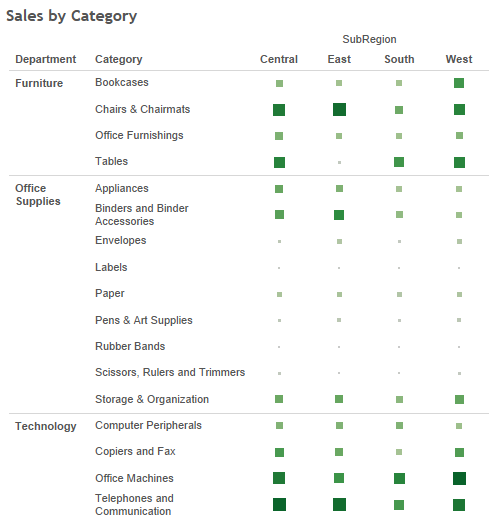 Sales by Category
SubRegion
Department Category Central East South West
Furniture Bookcases
Chairs & Chairmats
Office Furnishings
Tables
Office Supplies Appliances
Binders and Binder
Accessories
Envelopes
Labels
Paper
Pens & Art Supplies
Rubber Bands
Scissors, Rulers and Trimmers
Storage & Organization
Technology Computer Peripherals
Copiers and Fax
Office Machines
Telephones and
Communication